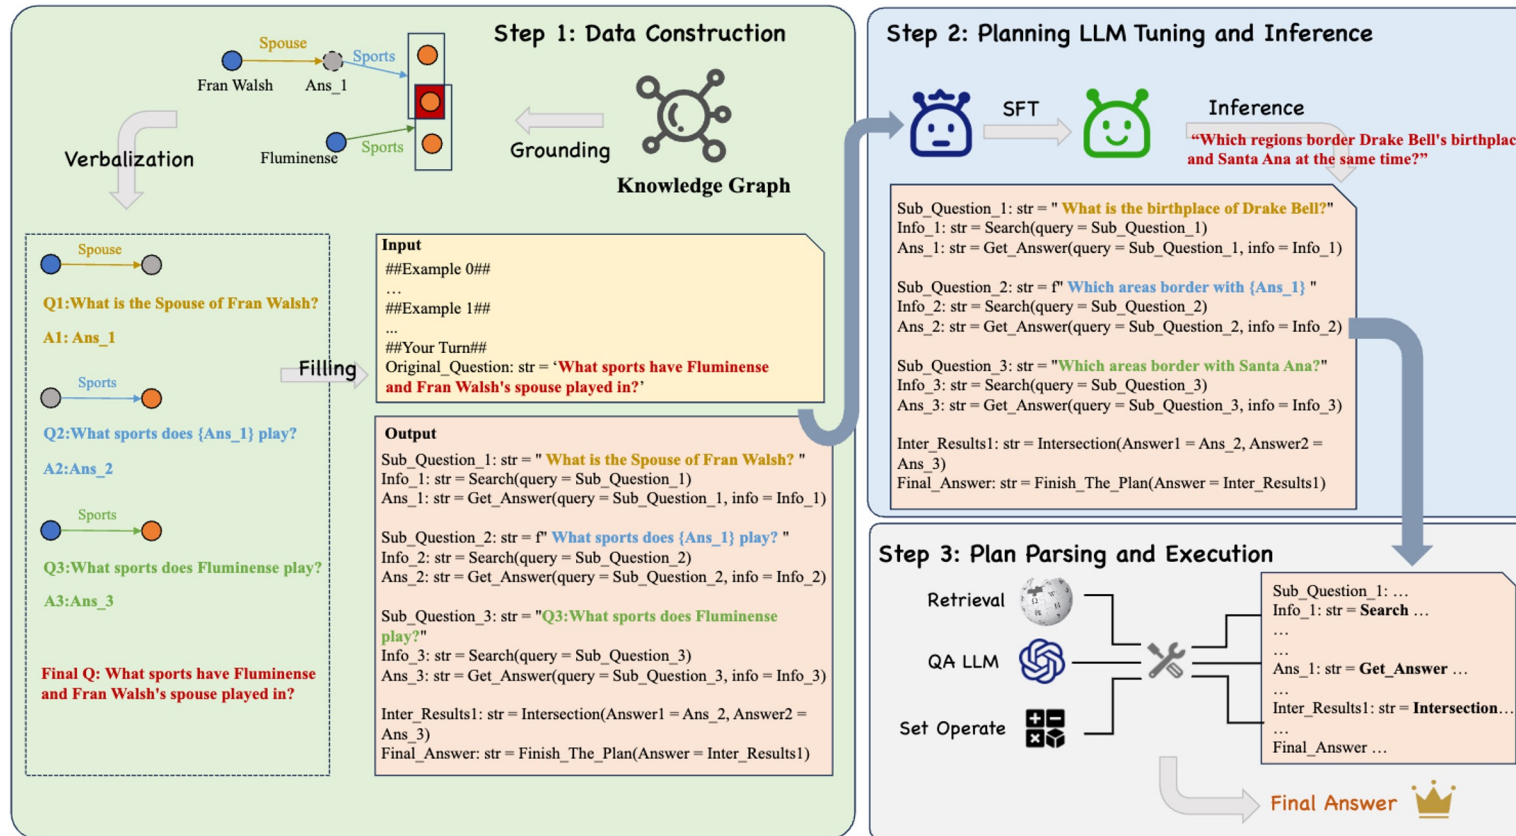 Step 1: Data Construction
Spouse
Sports
Fran Walsh
Ans_1
Fluminense
Sports
Grounding
Knowledge Graph
Verbalization
Spouse
Q1:What is the Spouse of Fran Walsh?
A1: Ans_1
Sports
Q2:What sports does {Ans_1} play?
A2:Ans_2
Sports
Q3:What sports does Fluminense play?
A3:Ans_3
Final Q: What sports have Fluminense
and Fran Walsh's spouse played in?
Filling
Input
##Example 0##
…
##Example 1##
...
##Your Turn##
Original_Question: str = ‘What sports have Fluminense
and Fran Walsh's spouse played in?’
Output
Sub_Question_1: str = " What is the Spouse of Fran Walsh? "
Info_1: str = Search(query = Sub_Question_1)
Ans_1: str = Get_Answer(query = Sub_Question_1, info = Info_1)
Sub_Question_2: str = f" What sports does {Ans_1} play? "
Info_2: str = Search(query = Sub_Question_2)
Ans_2: str = Get_Answer(query = Sub_Question_2, info = Info_2)
Sub_Question_3: str = "Q3:What sports does Fluminense
play?"
Info_3: str = Search(query = Sub_Question_3)
Ans_3: str = Get_Answer(query = Sub_Question_3, info = Info_3)
Inter_Results1: str = Intersection(Answer1 = Ans_2, Answer2 =
Ans_3)
Final_Answer: str = Finish_The_Plan(Answer = Inter_Results1)
Step 2: Planning LLM Tuning and Inference
SFT
Inference
“Which regions border Drake Bell's birthplac
and Santa Ana at the same time?”
Sub_Question_1: str = " What is the birthplace of Drake Bell?"
Info_1: str = Search(query = Sub_Question_1)
Ans_1: str = Get_Answer(query = Sub_Question_1, info = Info_1)
Sub_Question_2: str = f" Which areas border with {Ans_1} "
Info_2: str = Search(query = Sub_Question_2)
Ans_2: str = Get_Answer(query = Sub_Question_2, info = Info_2)
Sub_Question_3: str = "Which areas border with Santa Ana?"
Info_3: str = Search(query = Sub_Question_3)
Ans_3: str = Get_Answer(query = Sub_Question_3, info = Info_3)
Inter_Results1: str = Intersection(Answer1 = Ans_2, Answer2 =
Ans_3)
Final_Answer: str = Finish_The_Plan(Answer = Inter_Results1)
Step 3: Plan Parsing and Execution
Retrieval
QA LLM
Set Operate
Sub_Question_1: …
Info_1: str = Search …
…
…
Ans_1: str = Get_Answer …
…
Inter_Results1: str = Intersection…
…
Final_Answer …
Final Answer